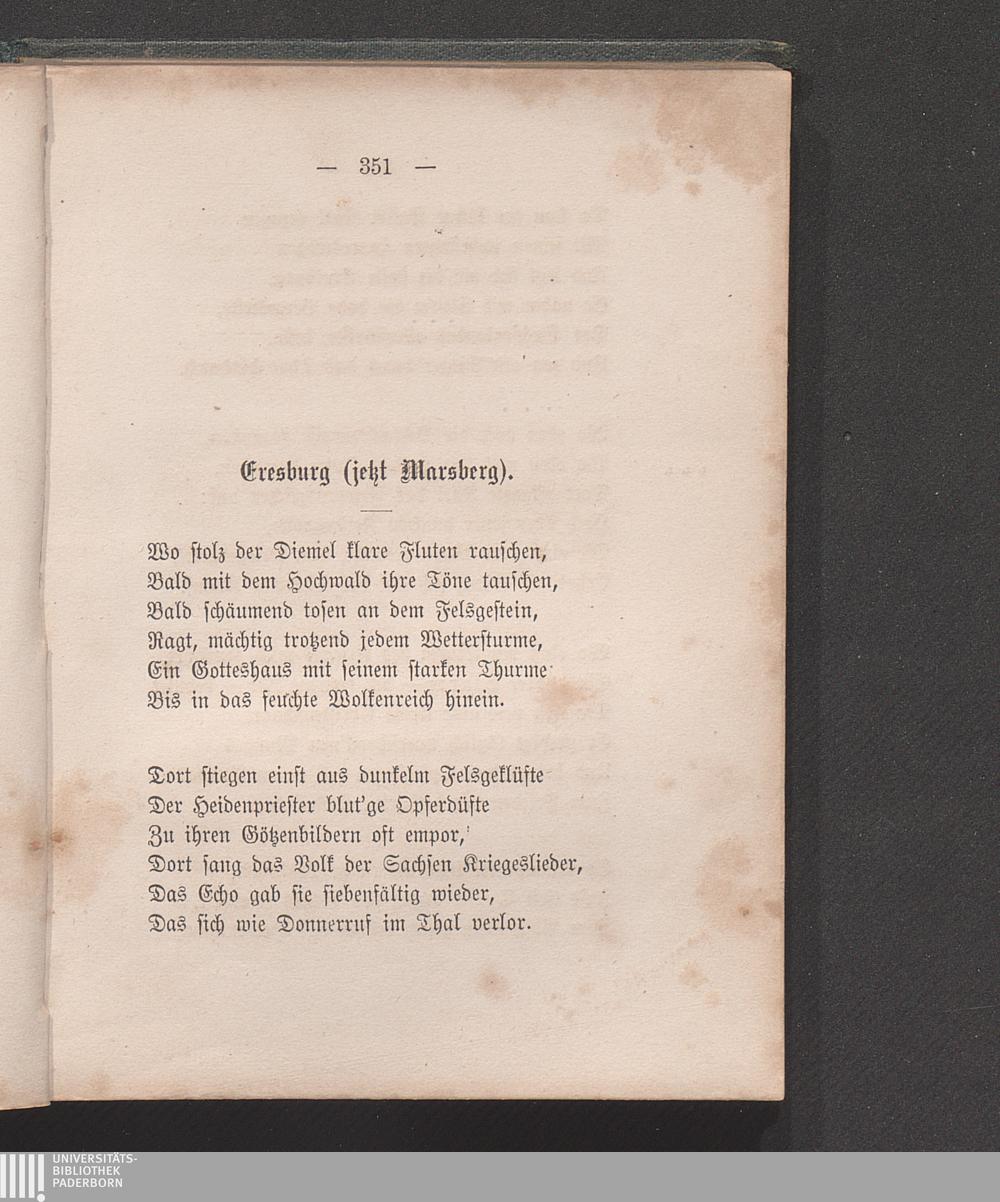 — 351 —
Eresburg (jetzt Marsberg).
Wo stolz der Diemel klare Fluten rauschen,
Bald mit dem Hochwald ihre Töne tauschen,
Bald schäumend tosen an dem Felsgestein,
Ragt, mächtig trotzend jedem Wettersturme,
Ein Gotteshaus mit seinem starken Thurme
Bis in das feuchte Wolkenreich hinein.
Dort stiegen einst aus dunkelm Felsgeklüfte
Der Heidenpriester blut'ge Opferdüfte
Zu ihren Götzenbildern oft empor,
Dort sang das Volk der Sachsen Kriegeslieder,
Das Echo gab sie siebenfältig wieder,
Das sich wie Donnerruf im Thal verlor.
UNIVERSITÄTS-
BIBLIOTHEK
PADERBORN